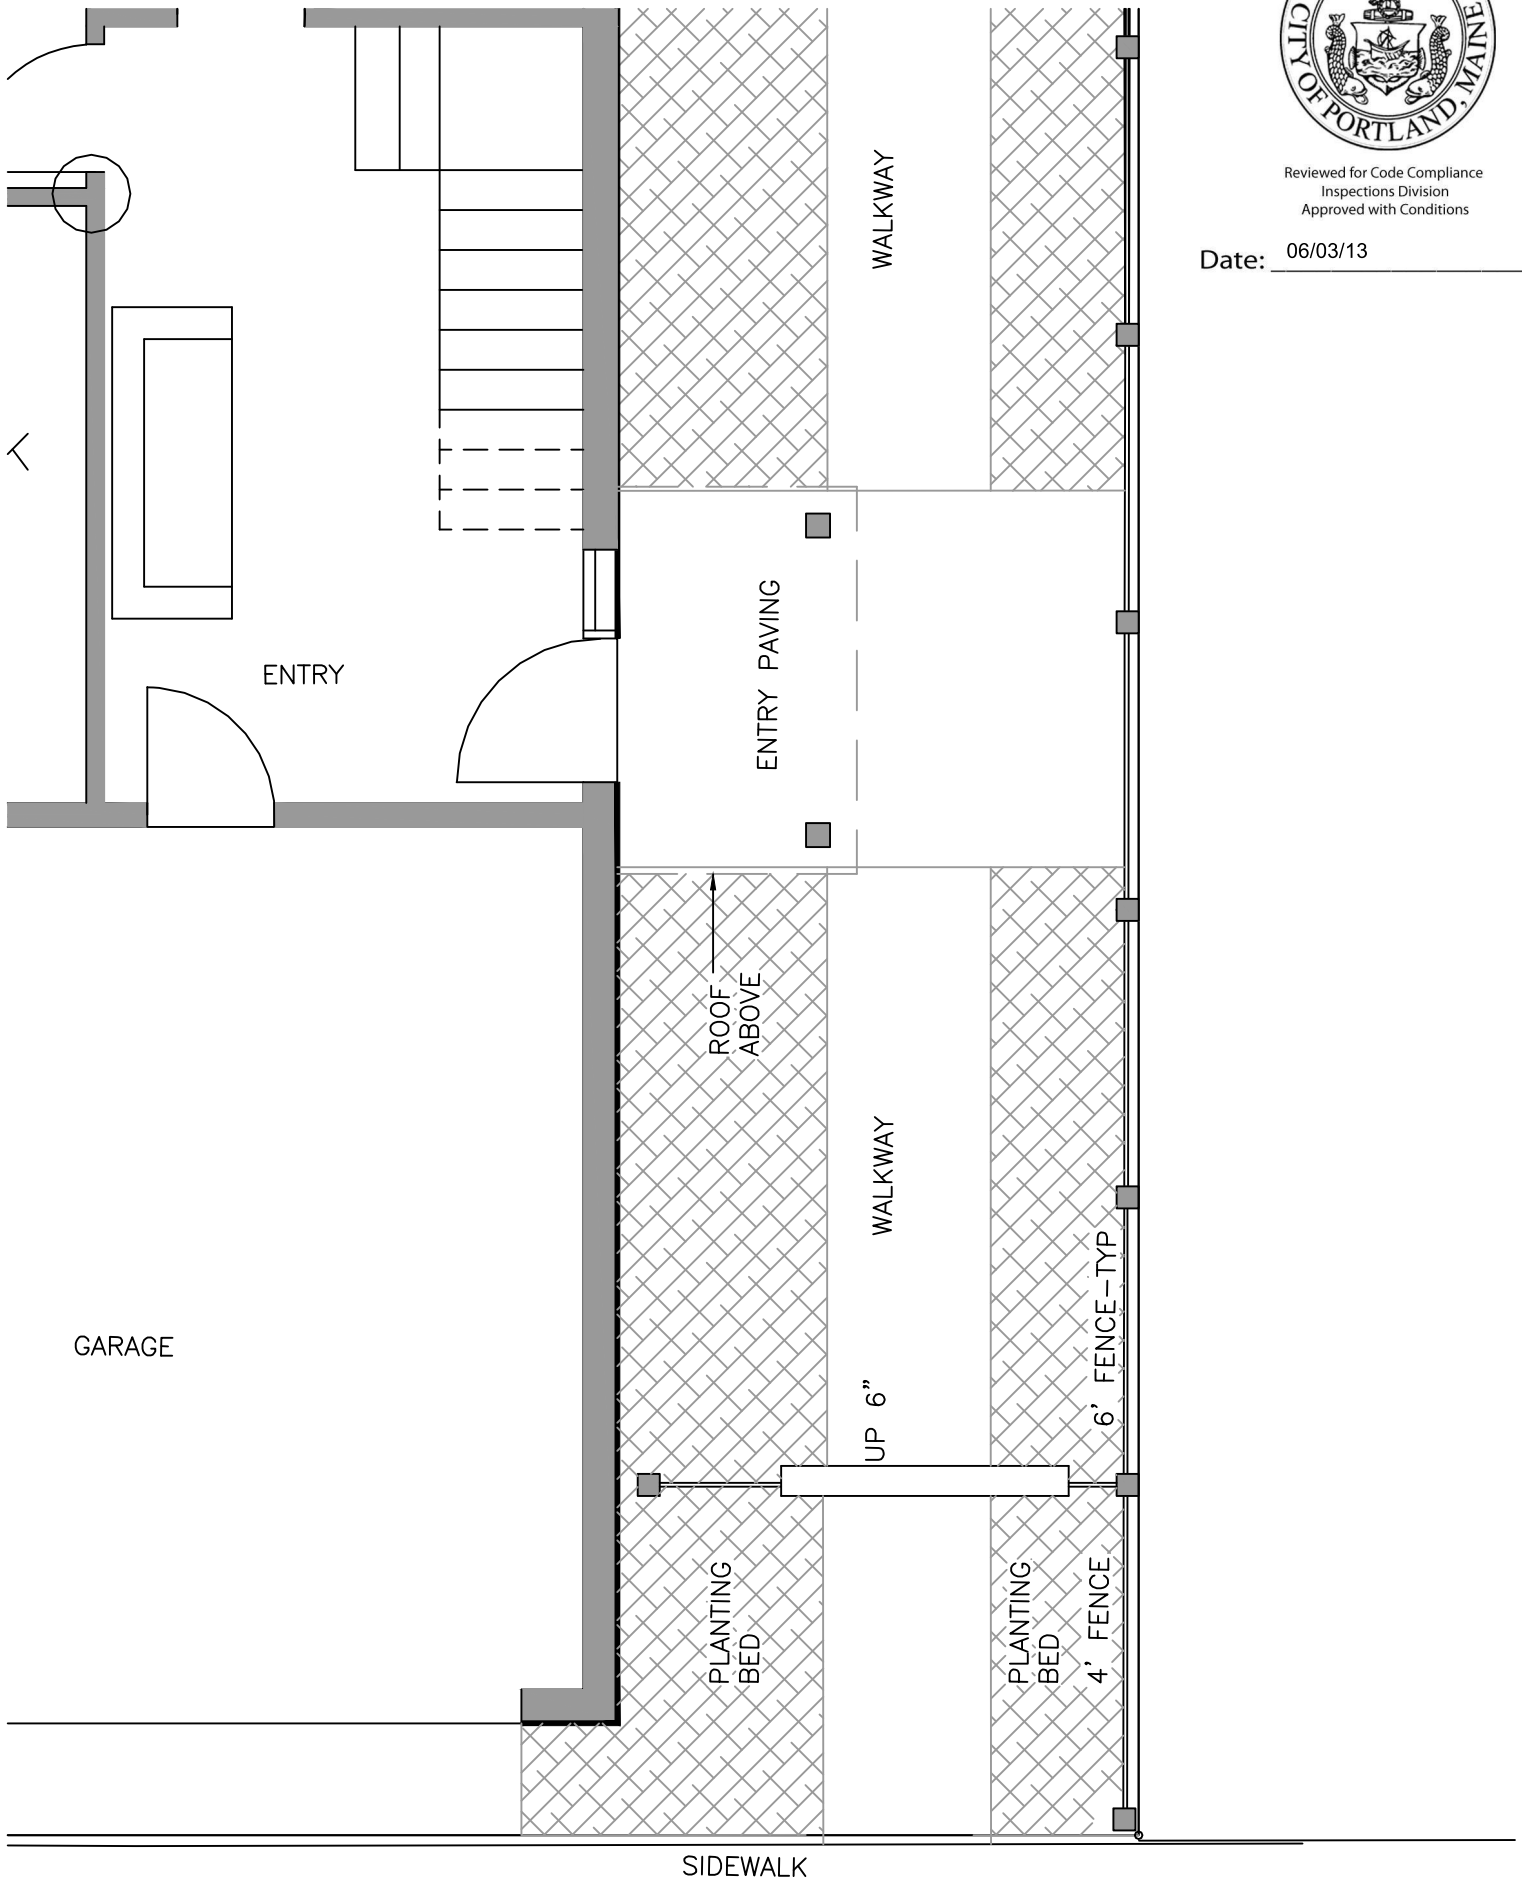 CITY OF PORTLAND, MAINE
Reviewed for Code Compliance
Inspections Division
Approved with Conditions
Date: 06/03/13
WALKWAY
ENTRY PAVING
ENTRY
ROOF
ABOVE
WALKWAY
6' FENCE-TYP
GARAGE
UP 6"
PLANTING
BED
PLANTING
BED
4' FENCE
SIDEWALK